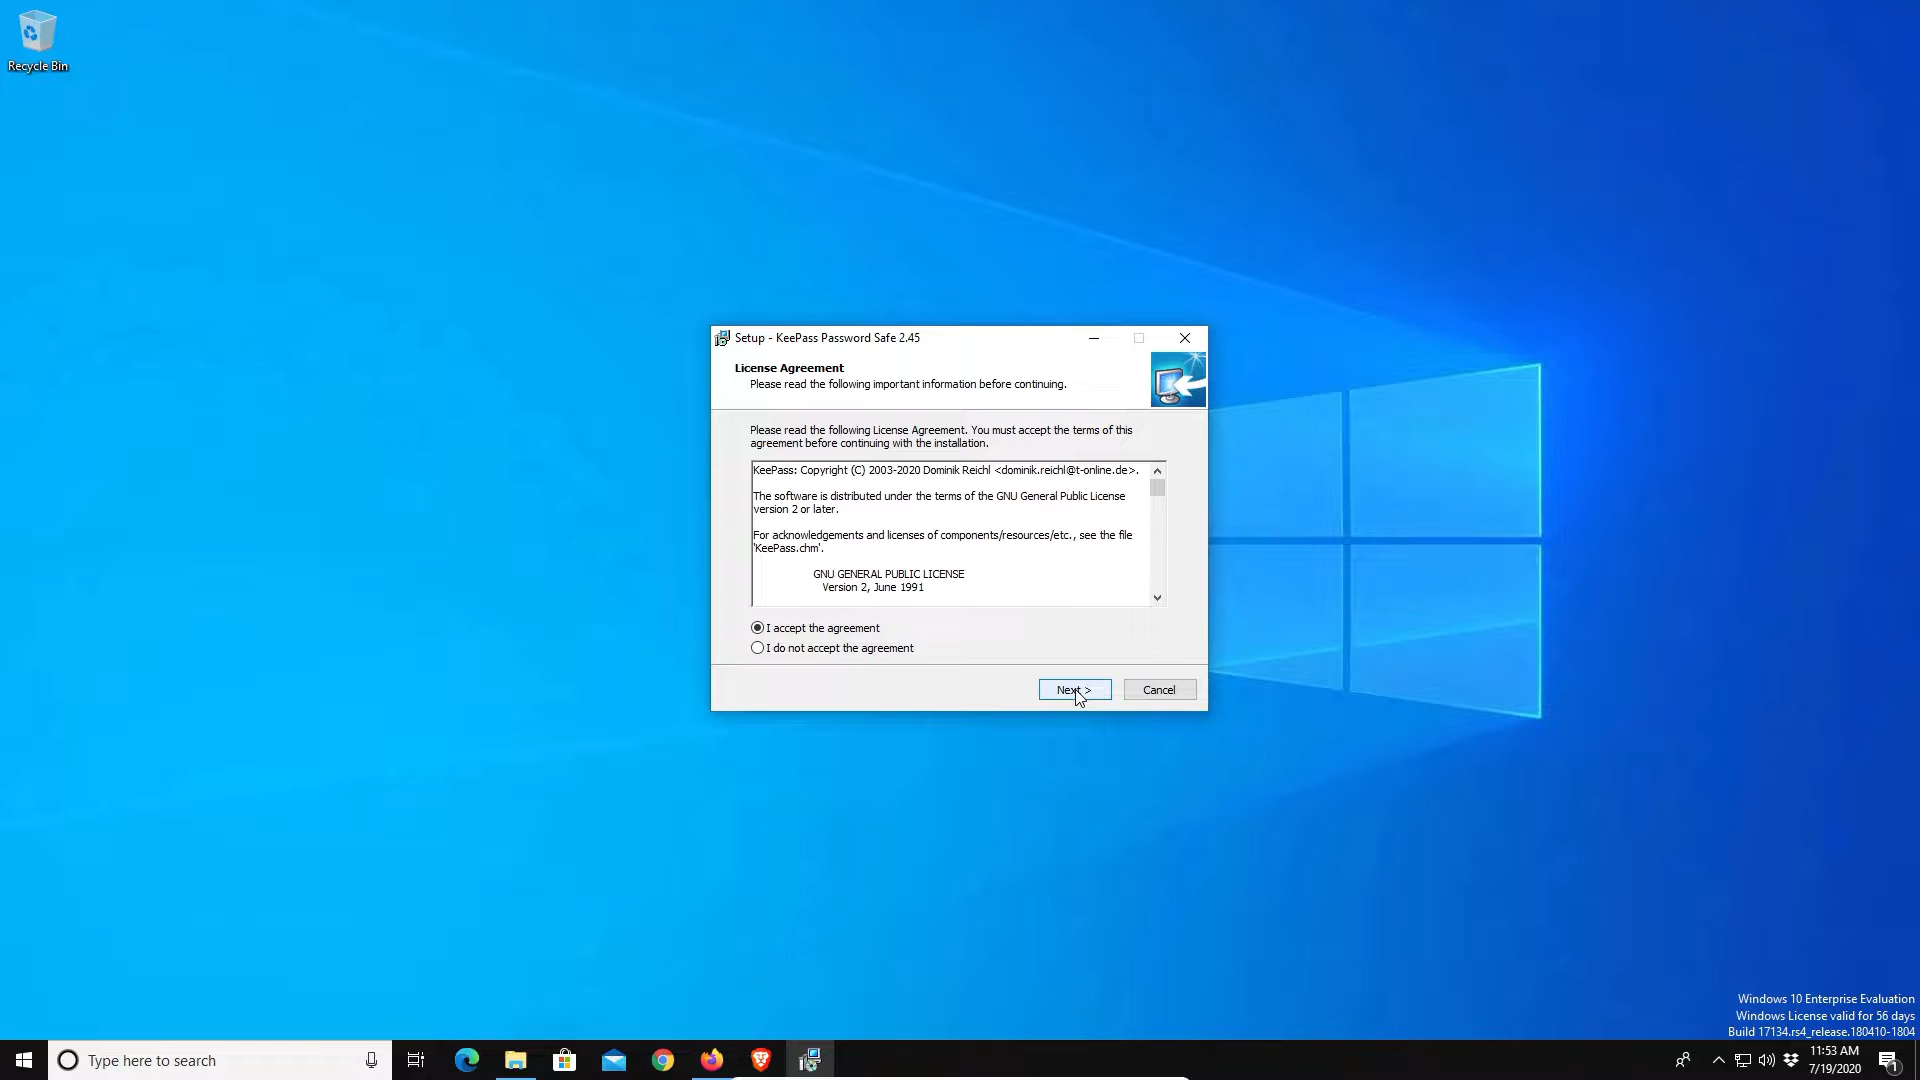 Recycle Bin
Setup - KeePass Password Safe 2.45
License Agreement
Please read the following important information before continuing.
Please read the following License Agreement. You must accept the terms of this
agreement before continuing with the installation.
KeePass: Copyright (C) 2003-2020 Dominik Reichl <dominik.reichl@t-online.de>.
The software is distributed under the terms of the GNU General Public License
version 2 or later.
For acknowledgements and licenses of components/resources/etc., see the file
'KeePass.chm'.
GNU GENERAL PUBLIC LICENSE
Version 2, June 1991
I accept the agreement
I do not accept the agreement
Next >
Cancel
Windows 10 Enterprise Evaluation
Windows License valid for 56 days
Build 17134.rs4_release.180410-1804
Type here to search
11:53 AM
7/19/2020
1